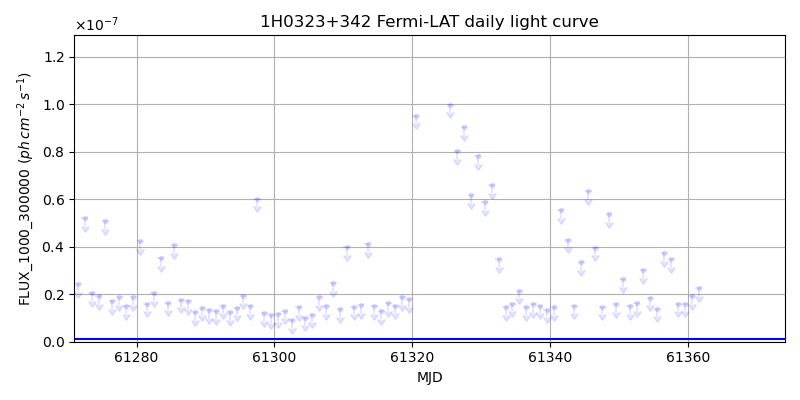 1H0323+342 Fermi-LAT daily light curve
×10⁻⁷
1.2
1.0
0.8
0.6
0.4
0.2
0.0
FLUX_1000_300000 (ph cm⁻² s⁻¹)
61280 61300 61320 61340 61360
MJD